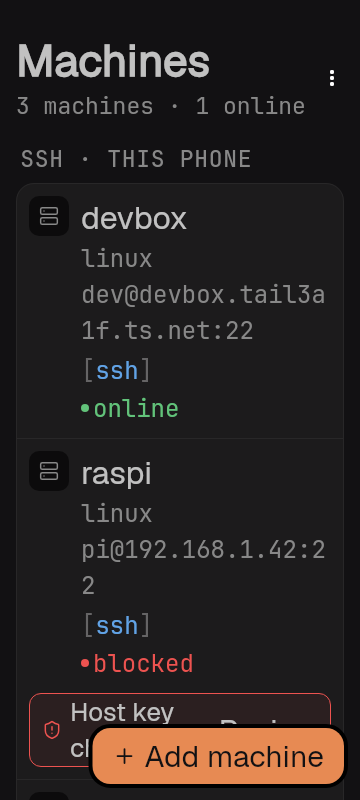 Machines
3 machines · 1 online
SSH · THIS PHONE
devbox
linux
dev@devbox.tail3a
1f.ts.net:22
[ssh]
online
raspi
linux
pi@192.168.1.42:2
2
[ssh]
blocked
Host key
+ Add machine